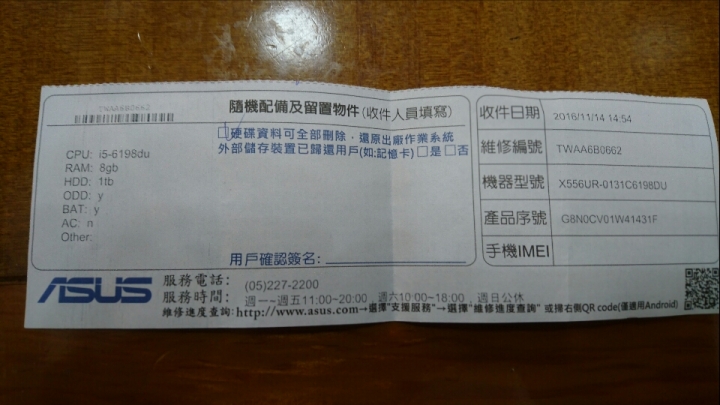 TWAA6B0662
隨機配備及留置物件(收件人員填寫)
硬碟資料可全部刪除，還原出廠作業系統
外部儲存裝置已歸還用戶(如:記憶卡)□是 □否
CPU: i5-6198du
RAM: 8gb
HDD: 1tb
ODD: y
BAT: y
AC: n
Other:
用戶確認簽名:
收件日期 2016/11/14 14:54
維修編號 TWAA6B0662
機器型號 X556UR-0131C6198DU
產品序號 G8N0CV01W41431F
手機IMEI
ASUS
服務電話: (05)227-2200
服務時間: 週一~週五11:00~20:00 週六10:00~18:00 週日公休
維修進度查詢:http://www.asus.com→選擇"支援服務"→選擇"維修進度查詢" 或掃右側QR code(僅適用Android)